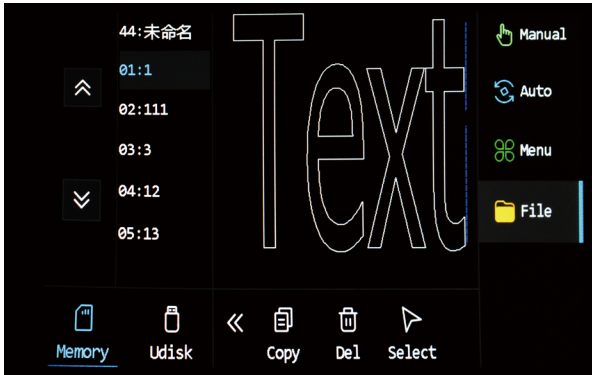 44:未命名
01:1
02:111
03:3
04:12
05:13
Text
Manual
Auto
Menu
File
Memory
Udisk
Copy
Del
Select